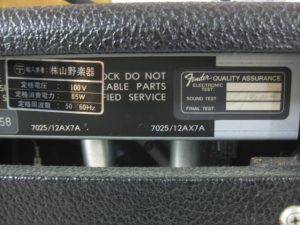 輸入業者 : ㈱山野楽器
定格電圧 : 100V
定格消費電力 : 55W
定格周波数 : 50/60Hz
CK DO NOT
EABLE PARTS
FIED SERVICE
Fender QUALITY ASSURANCE
ELECTRONIC TEST:
SOUND TEST:
FINAL TEST:
58
7025/12AX7A
7025/12AX7A